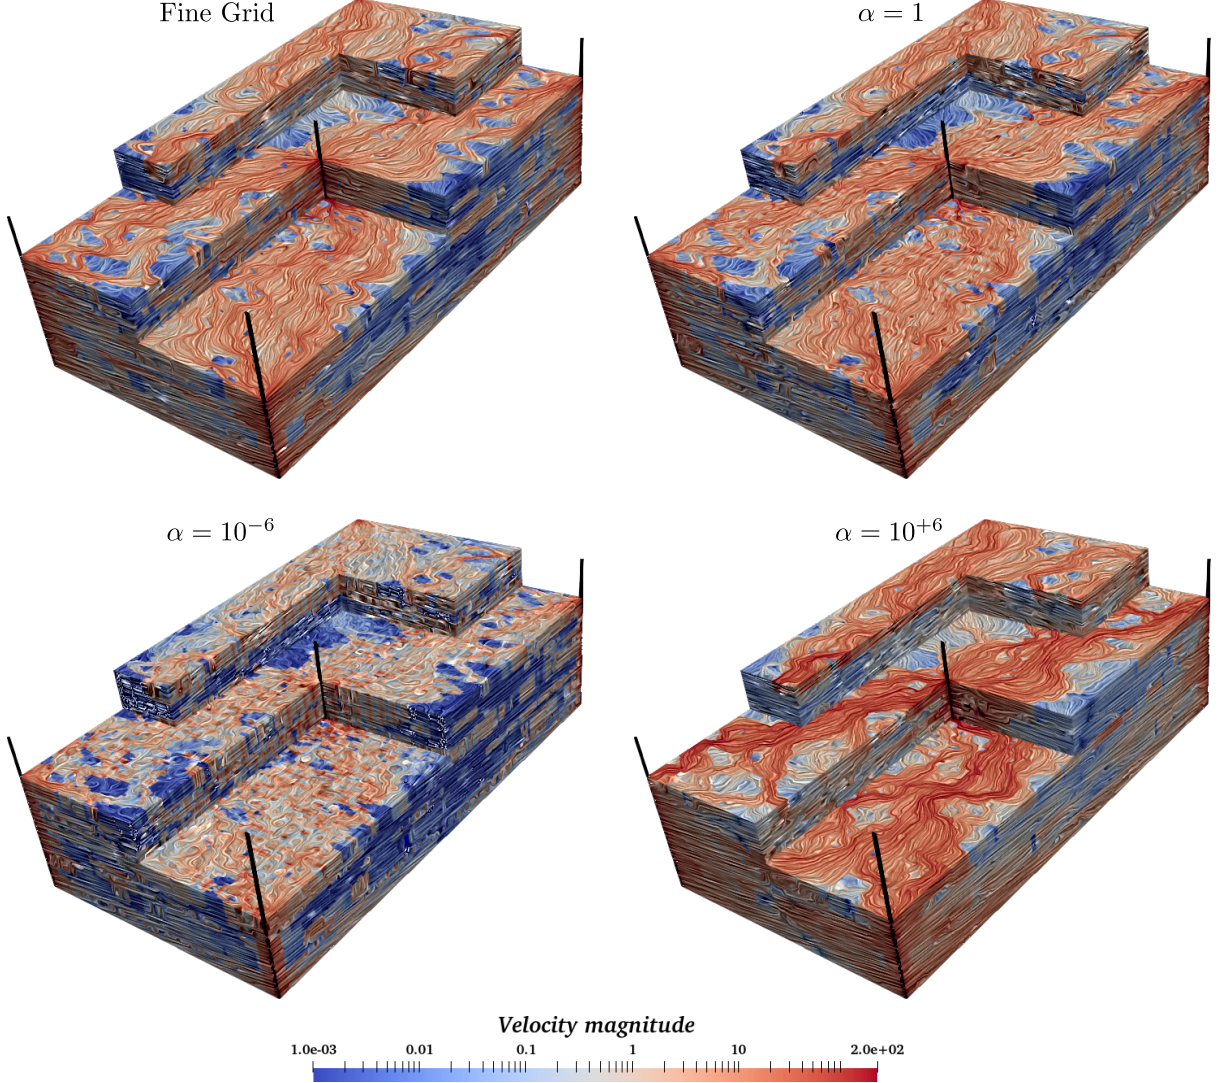 Fine Grid
α = 1
α = 10⁻⁶
α = 10⁺⁶
Velocity magnitude
1.0e-03 0.01 0.1 1 10 2.0e+02